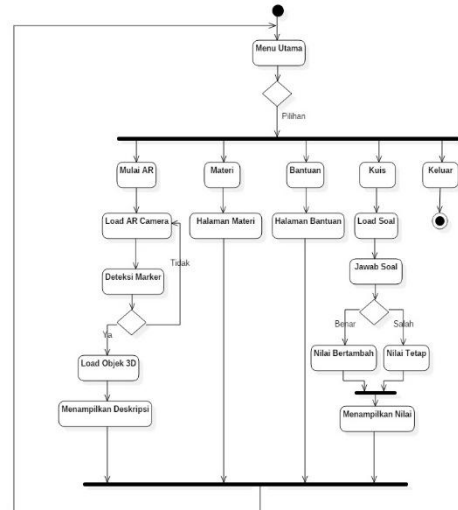 Menu Utama
Pilihan
Mulai AR
Materi
Bantuan
Kuis
Keluar
Load AR Camera
Halaman Materi
Halaman Bantuan
Load Soal
Tidak
Deteksi Marker
Jawab Soal
Ya
Benar
Salah
Load Objek 3D
Nilai Bertambah
Nilai Tetap
Menampilkan Deskripsi
Menampilkan Nilai